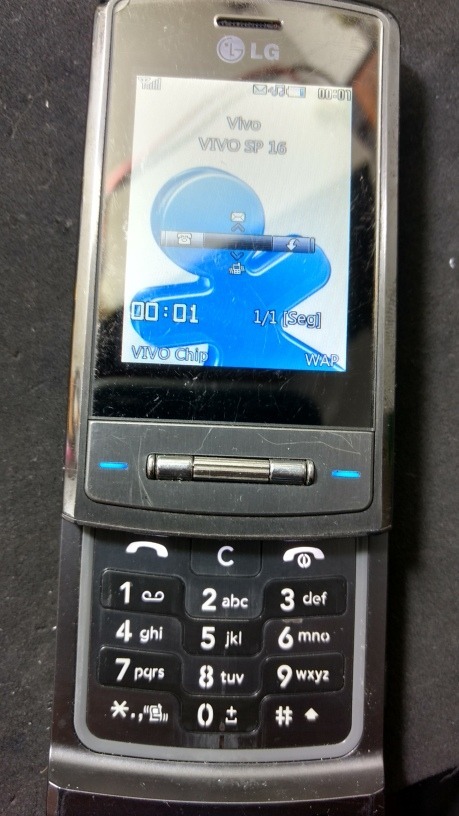 LG
00:01
Vivo
VIVO SP 16
00:01 1/1 [Seg]
VIVO Chip WAP
C
1 2 abc 3 def
4 ghi 5 jkl 6 mno
7 pqrs 8 tuv 9 wxyz
*.,"", 0 ± #